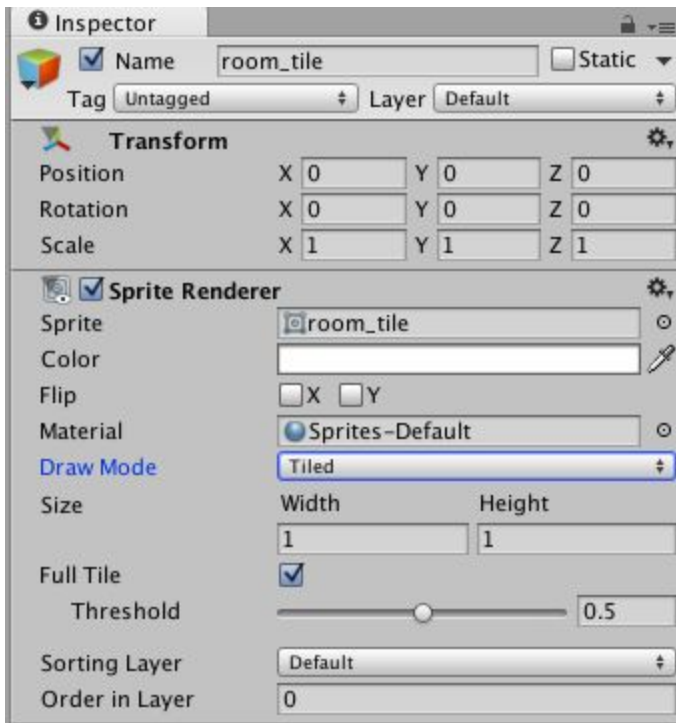 Inspector
Name room_tile Static
Tag Untagged Layer Default
Transform
Position X 0 Y 0 Z 0
Rotation X 0 Y 0 Z 0
Scale X 1 Y 1 Z 1
Sprite Renderer
Sprite room_tile
Color
Flip X Y
Material Sprites-Default
Draw Mode Tiled
Size Width Height
1 1
Full Tile
Threshold 0.5
Sorting Layer Default
Order in Layer 0